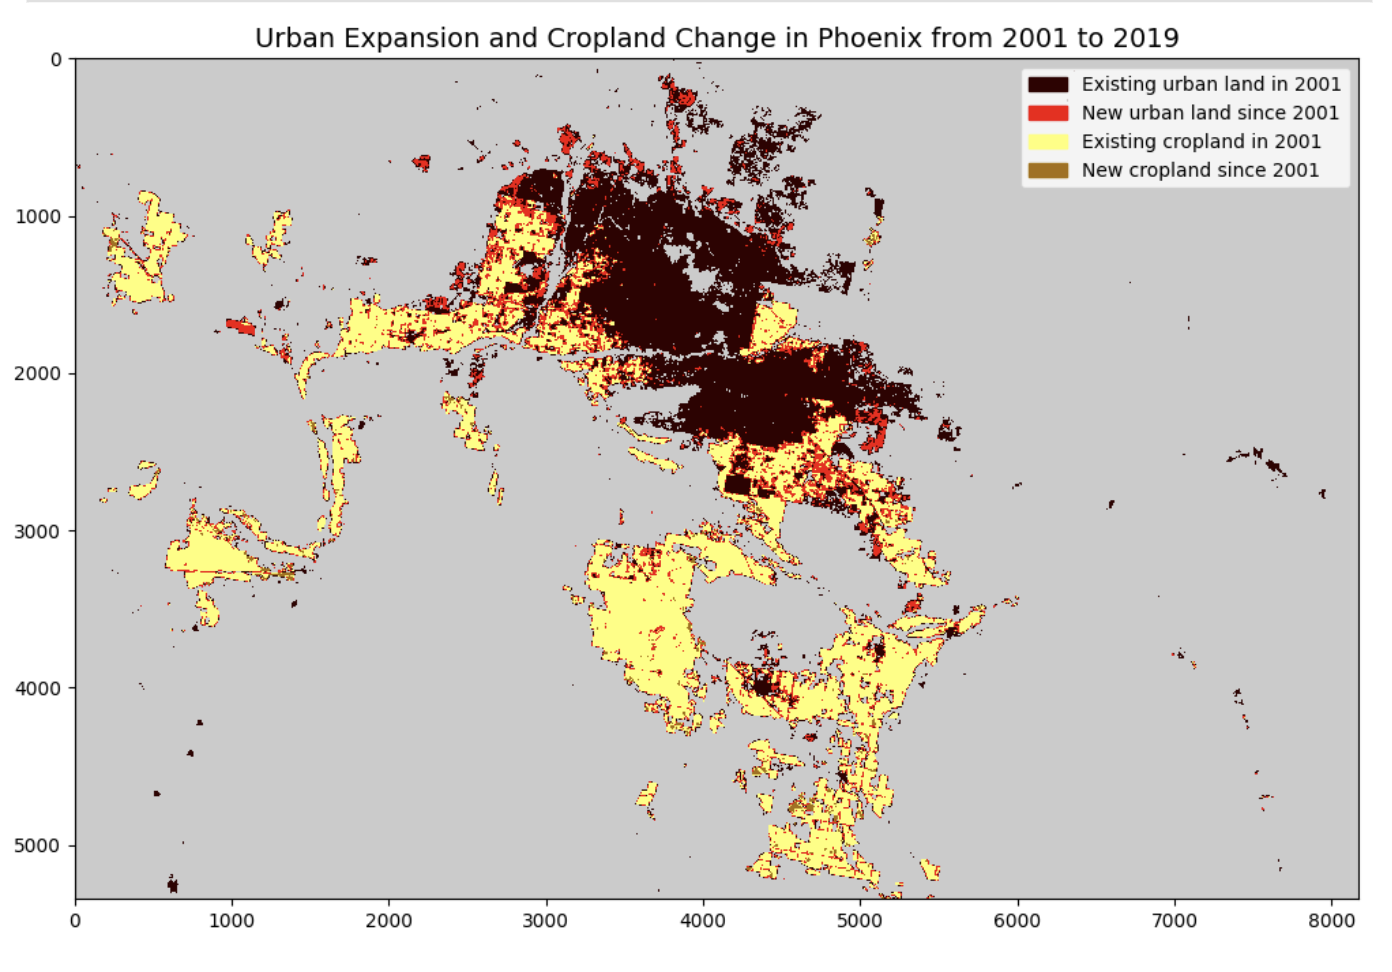 Urban Expansion and Cropland Change in Phoenix from 2001 to 2019
Existing urban land in 2001
New urban land since 2001
Existing cropland in 2001
New cropland since 2001
0
1000
2000
3000
4000
5000
0 1000 2000 3000 4000 5000 6000 7000 8000